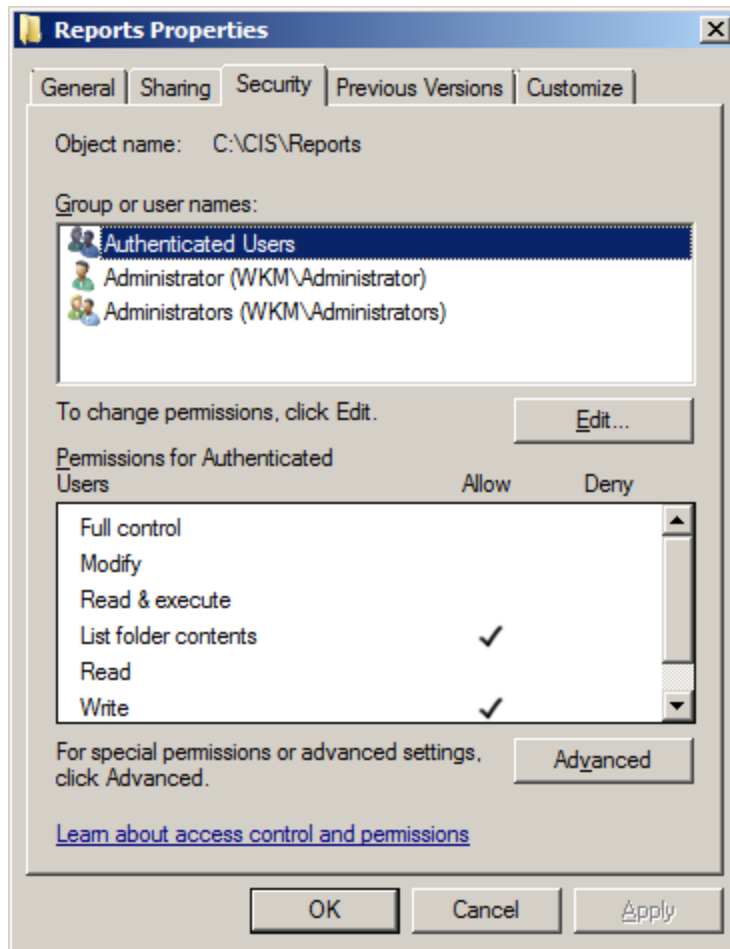 Reports Properties
General Sharing Security Previous Versions Customize
Object name: C:\CIS\Reports
Group or user names:
Authenticated Users
Administrator (WKM\Administrator)
Administrators (WKM\Administrators)
To change permissions, click Edit.
Edit...
Permissions for Authenticated
Users Allow Deny
Full control
Modify
Read & execute
List folder contents
Read
Write
For special permissions or advanced settings,
click Advanced.
Advanced
Learn about access control and permissions
OK Cancel Apply